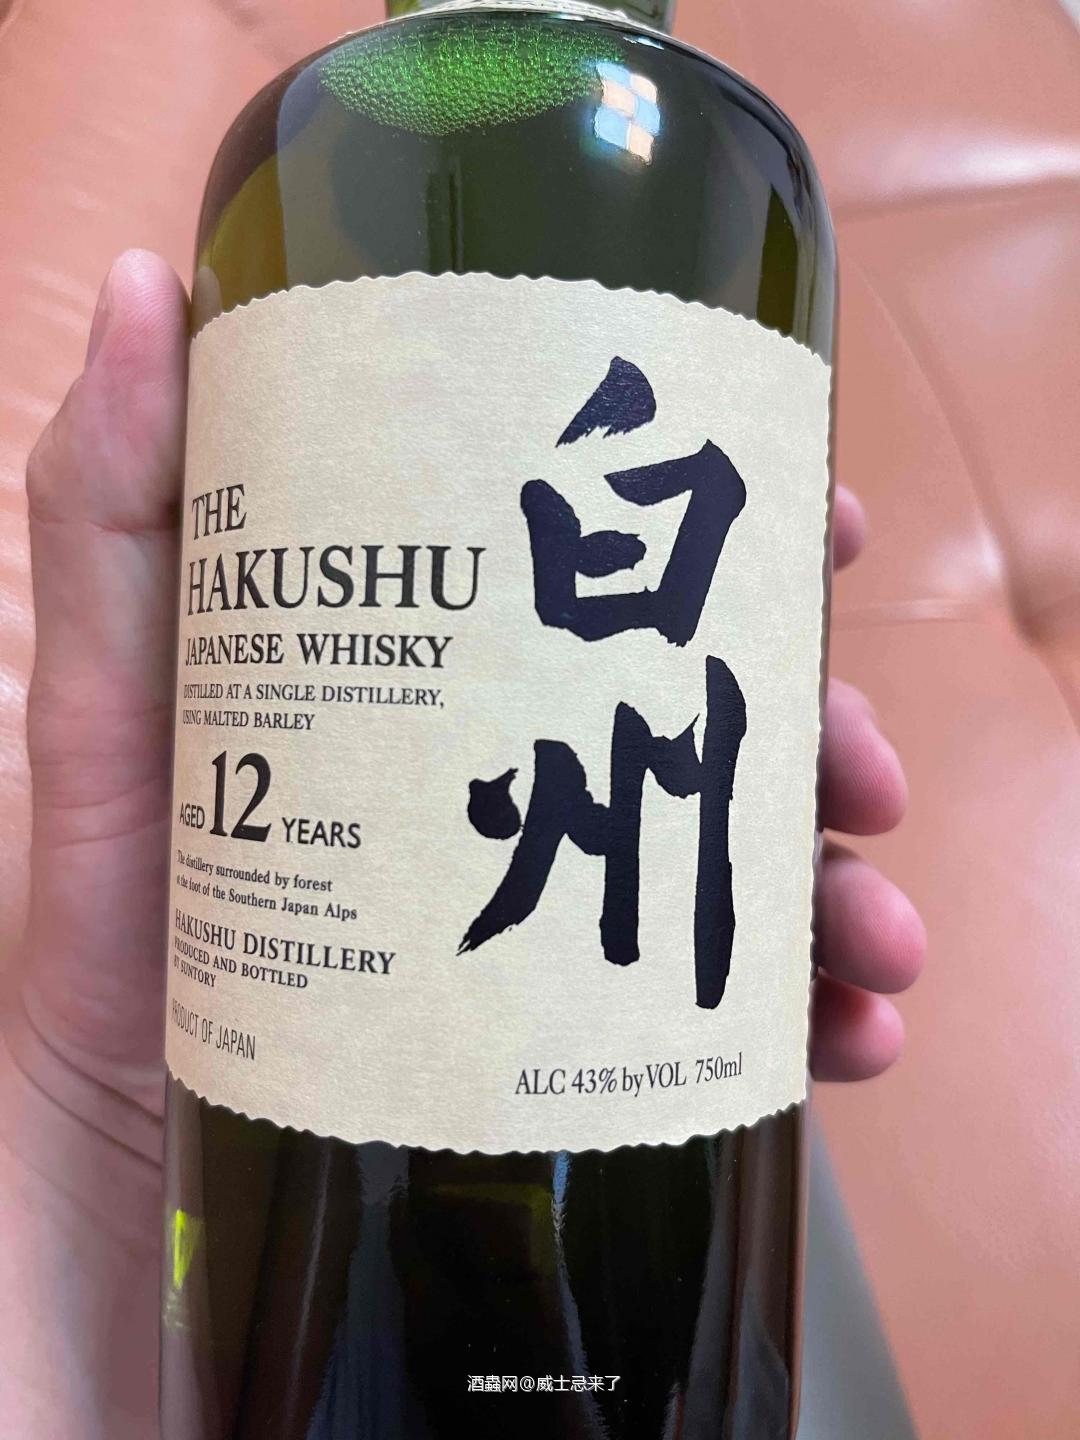 THE
HAKUSHU
JAPANESE WHISKY
DISTILLED AT A SINGLE DISTILLERY,
USING MALTED BARLEY
AGED 12 YEARS
The distillery surrounded by forest
at the foot of the Southern Japan Alps
HAKUSHU DISTILLERY
PRODUCED AND BOTTLED
BY SUNTORY
PRODUCT OF JAPAN
白州
ALC 43% by VOL 750ml
酒蟲网@威士忌来了